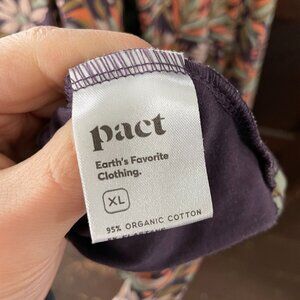 pact
Earth's Favorite
Clothing.
XL
95% ORGANIC COTTON